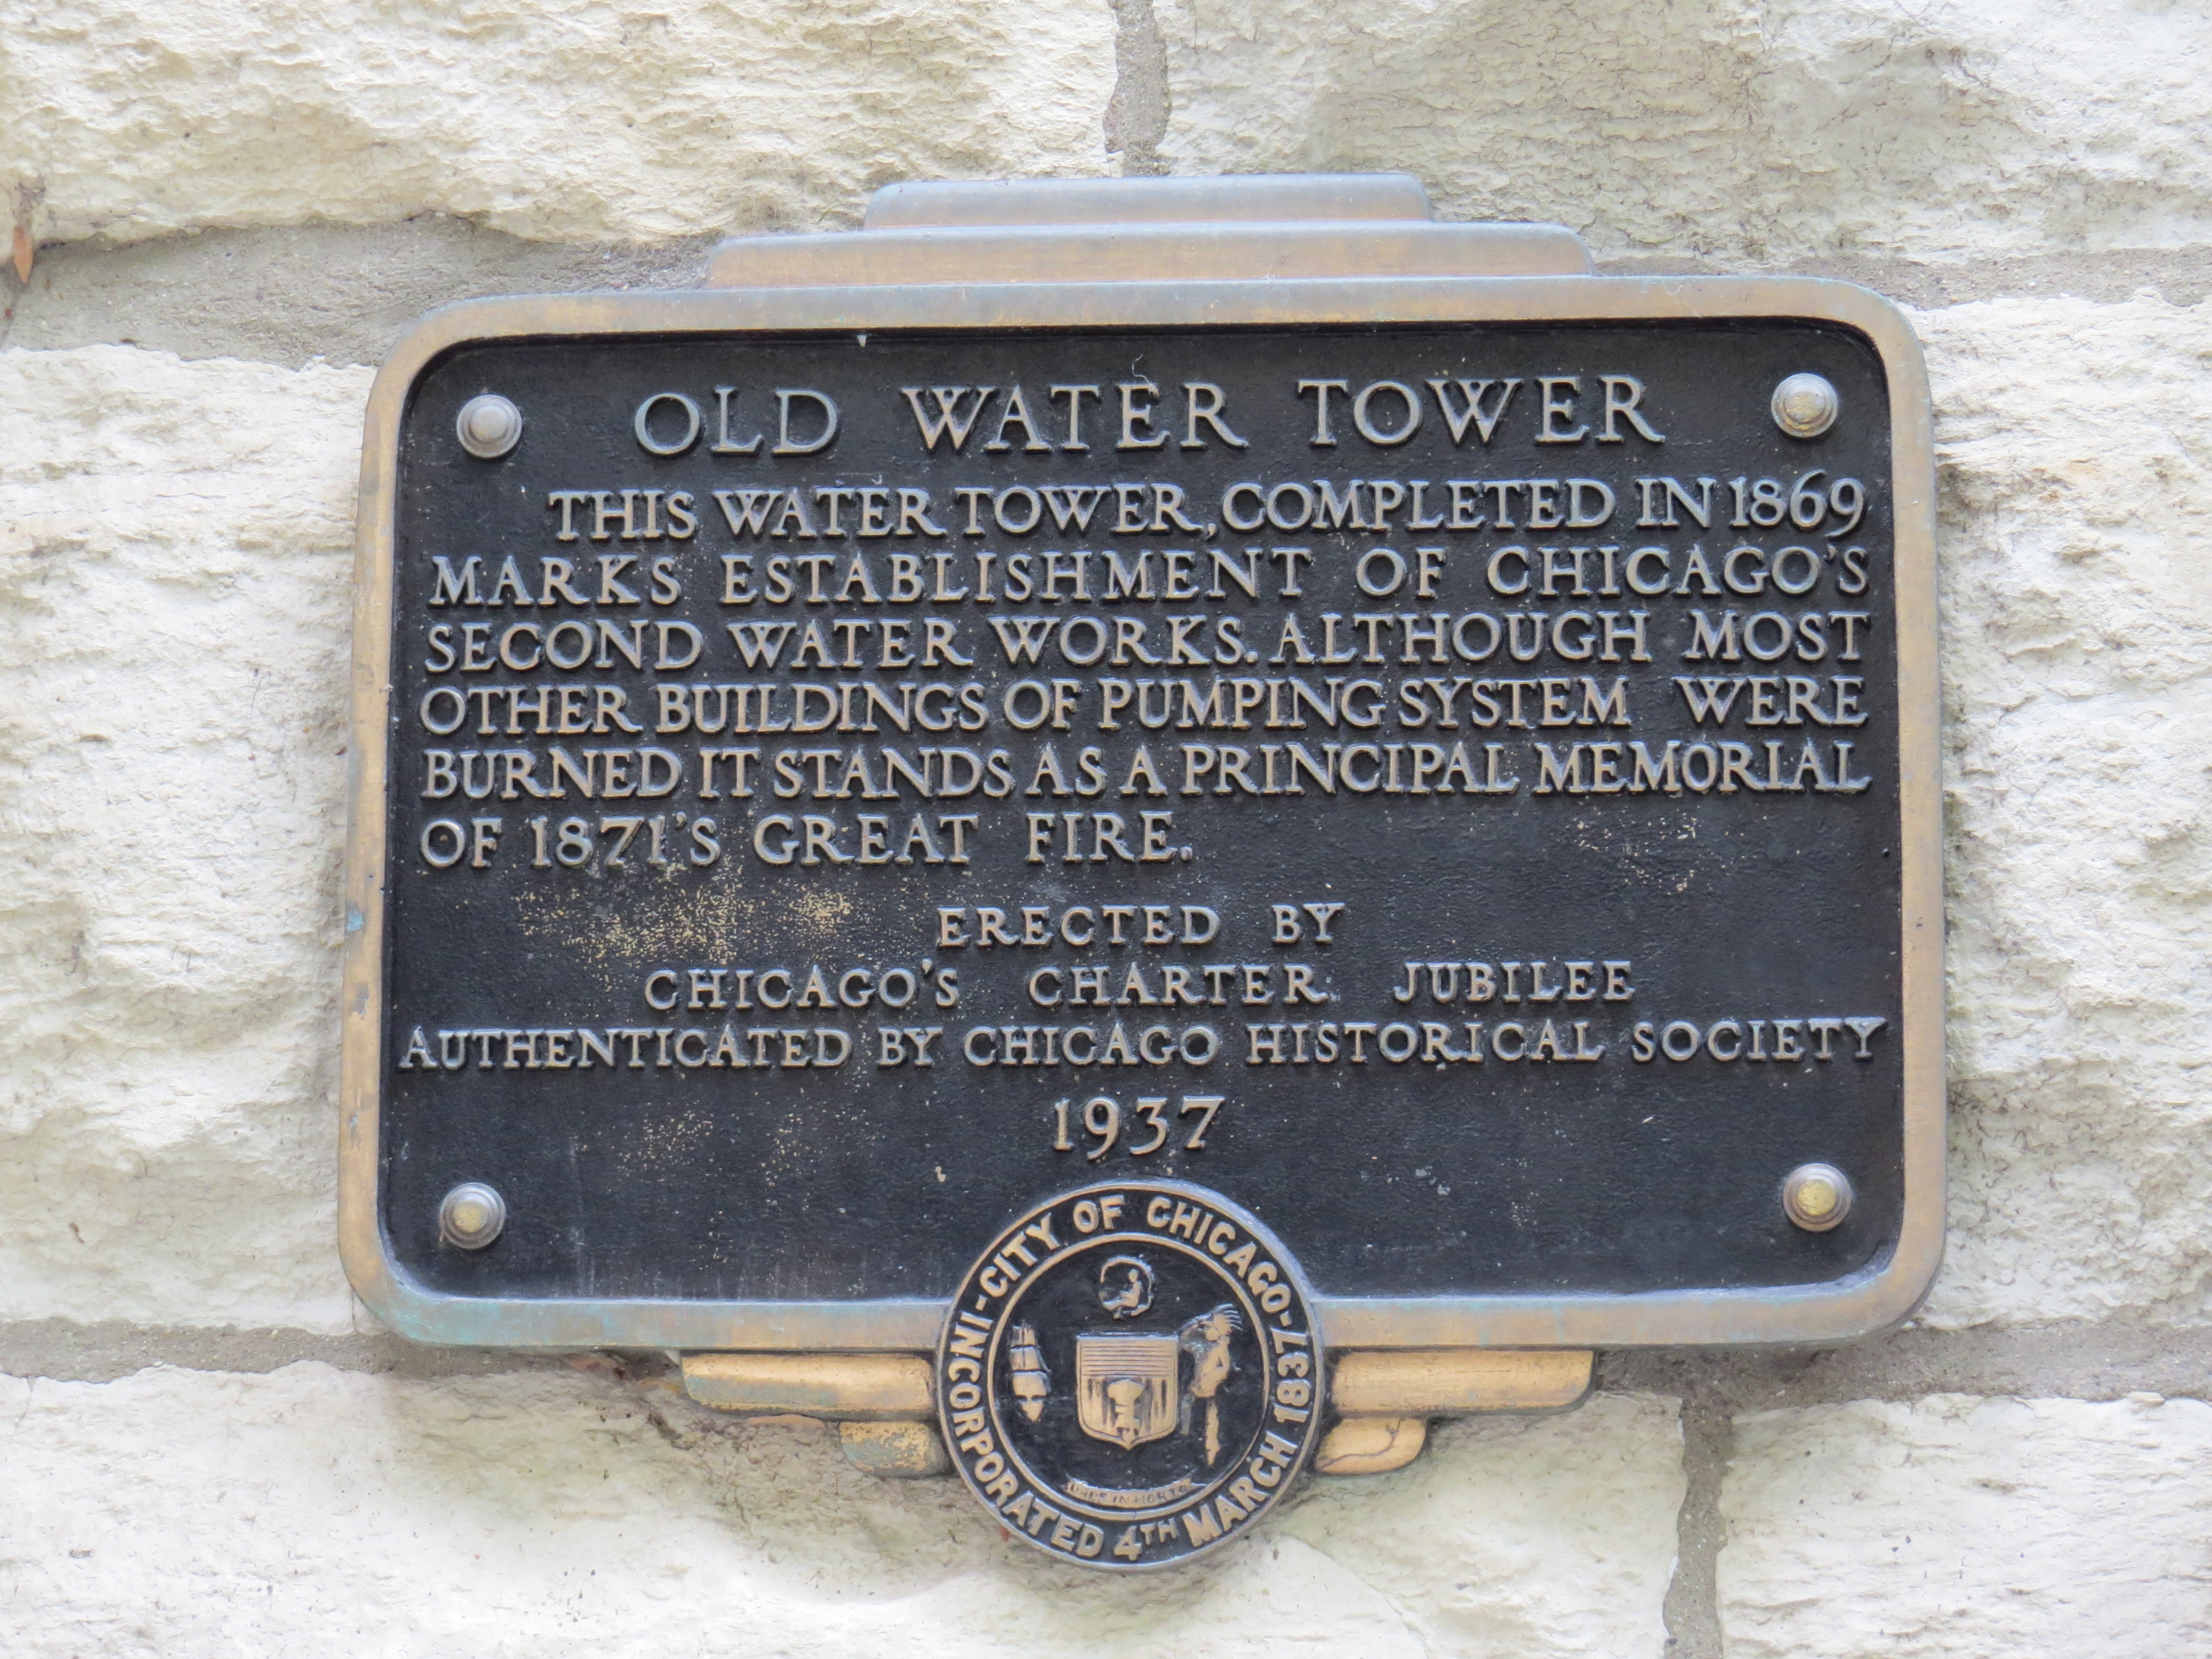 OLD WATER TOWER
THIS WATER TOWER, COMPLETED IN 1869
MARKS ESTABLISHMENT OF CHICAGO'S
SECOND WATER WORKS. ALTHOUGH MOST
OTHER BUILDINGS OF PUMPING SYSTEM WERE
BURNED IT STANDS AS A PRINCIPAL MEMORIAL
OF 1871'S GREAT FIRE.
ERECTED BY
CHICAGO'S CHARTER JUBILEE
AUTHENTICATED BY CHICAGO HISTORICAL SOCIETY
1937
CITY OF CHICAGO-INCORPORATED 4TH MARCH 1837-